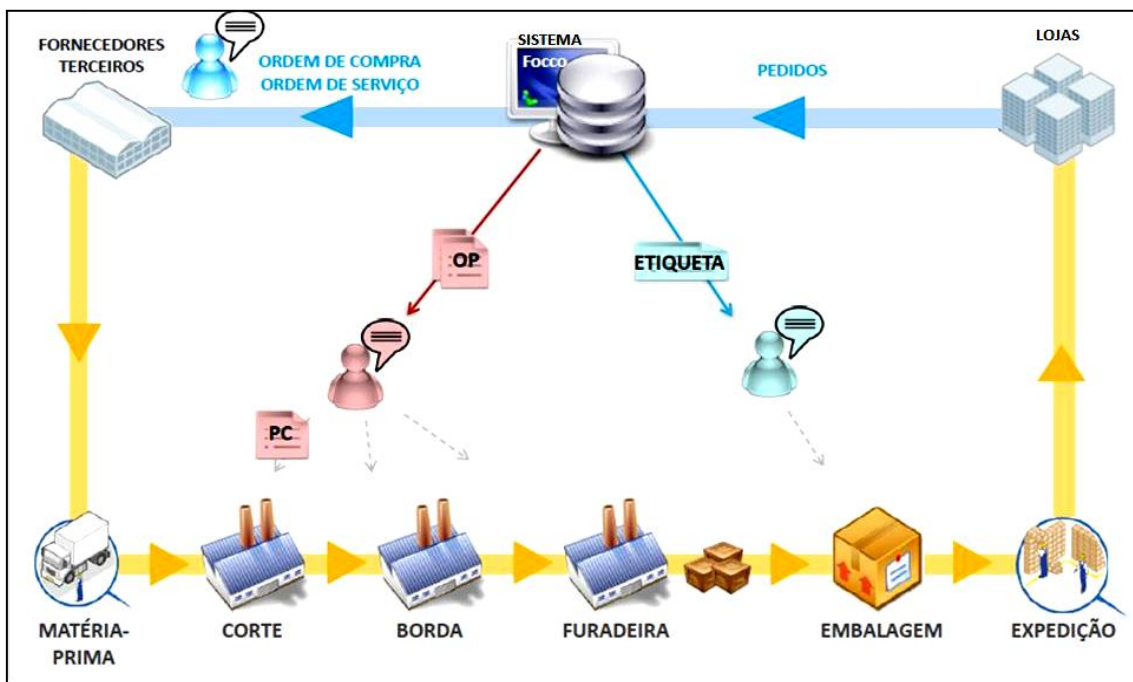 FORNECEDORES
TERCEIROS
ORDEM DE COMPRA
ORDEM DE SERVIÇO
SISTEMA
Focco
PEDIDOS
LOJAS
OP
ETIQUETA
PC
MATÉRIA-
PRIMA
CORTE
BORDA
FURADEIRA
EMBALAGEM
EXPEDIÇÃO